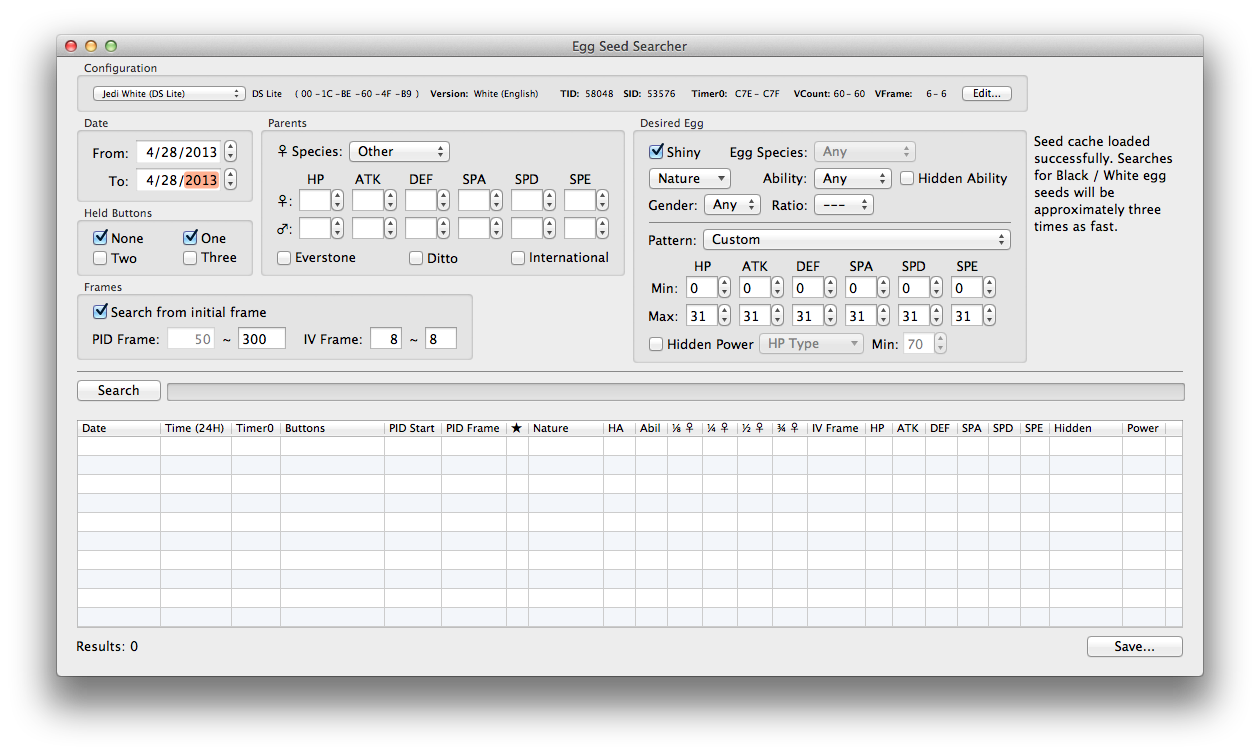 Egg Seed Searcher
Configuration
Jedi White (DS Lite) DS Lite ( 00 -1C -BE -60 -4F -B9 ) Version: White (English) TID: 58048 SID: 53576 Timer0: C7E - C7F VCount: 60 - 60 VFrame: 6 - 6 Edit...
Date
From: 4/28/2013
To: 4/28/2013
Held Buttons
None One
Two Three
Parents
♀ Species: Other
HP ATK DEF SPA SPD SPE
♀:
♂:
Everstone Ditto International
Frames
Search from initial frame
PID Frame: 50 ~ 300 IV Frame: 8 ~ 8
Desired Egg
Shiny Egg Species: Any
Nature Ability: Any Hidden Ability
Gender: Any Ratio: ---
Pattern: Custom
HP ATK DEF SPA SPD SPE
Min: 0 0 0 0 0 0
Max: 31 31 31 31 31 31
Hidden Power HP Type Min: 70
Seed cache loaded
successfully. Searches
for Black / White egg
seeds will be
approximately three
times as fast.
Search
Date Time (24H) Timer0 Buttons PID Start PID Frame ★ Nature HA Abil ⅛ ♀ ¼ ♀ ½ ♀ ¾ ♀ IV Frame HP ATK DEF SPA SPD SPE Hidden Power
Results: 0
Save...